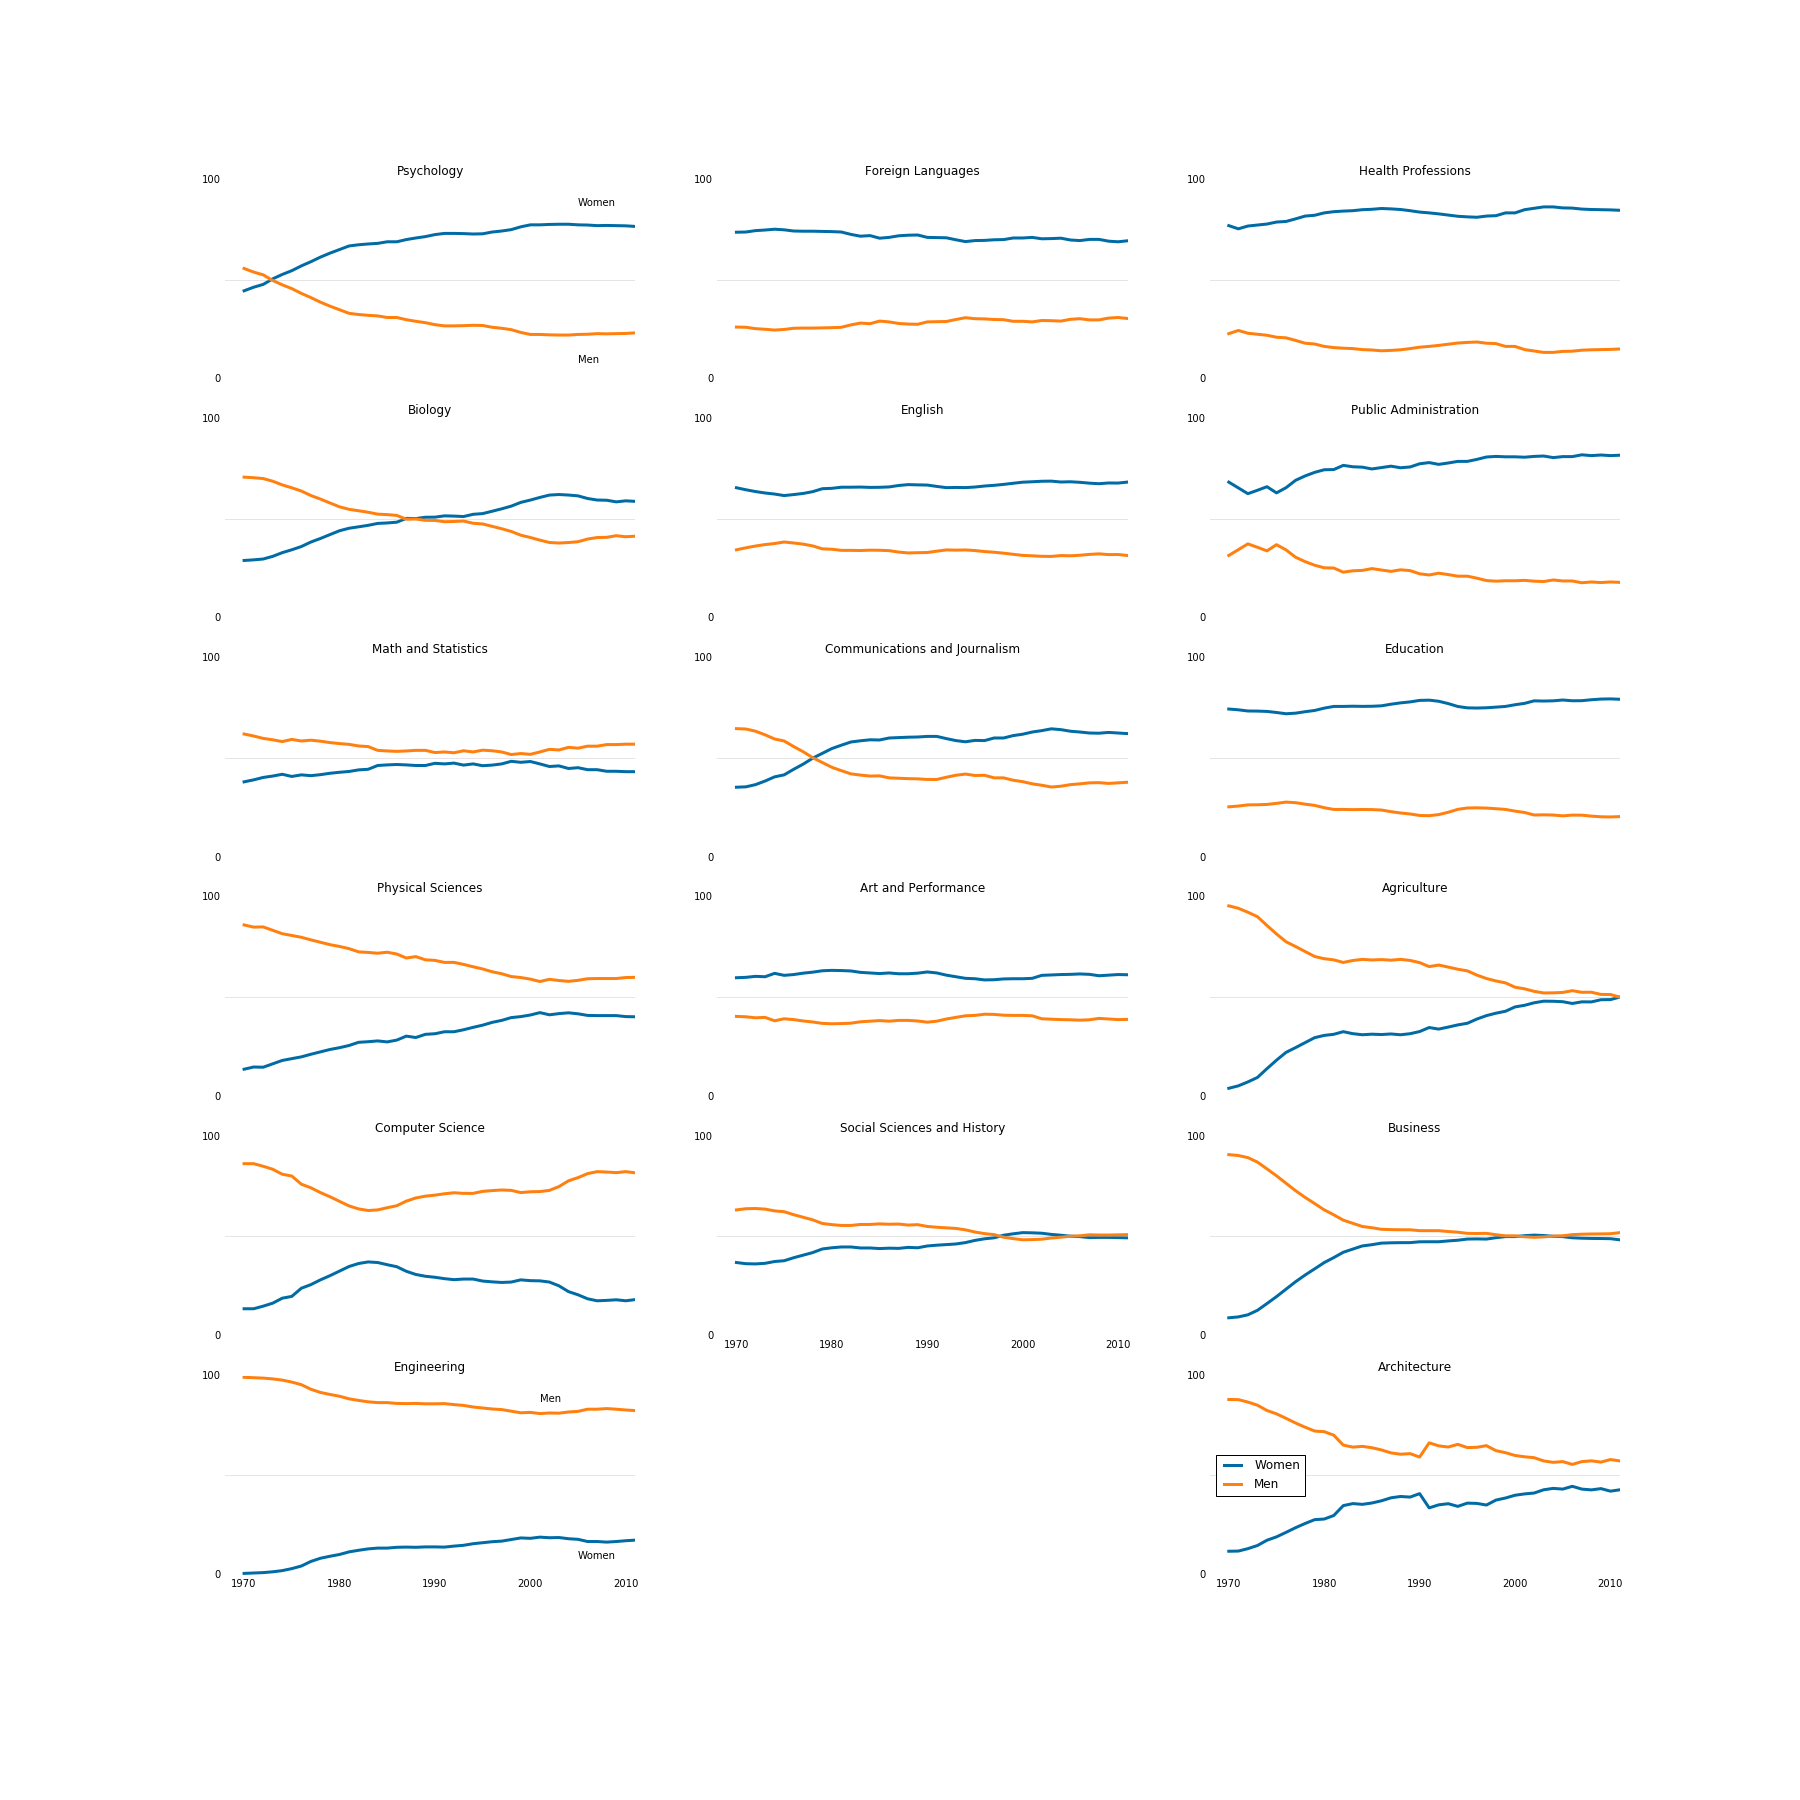 Psychology
100
Women
Men
0
Foreign Languages
100
0
Health Professions
100
0
Biology
100
0
English
100
0
Public Administration
100
0
Math and Statistics
100
0
Communications and Journalism
100
0
Education
100
0
Physical Sciences
100
0
Art and Performance
100
0
Agriculture
100
0
Computer Science
100
0
Social Sciences and History
100
0
1970 1980 1990 2000 2010
Business
100
0
Engineering
100
Men
Women
0
1970 1980 1990 2000 2010
Architecture
100
Women
Men
0
1970 1980 1990 2000 2010